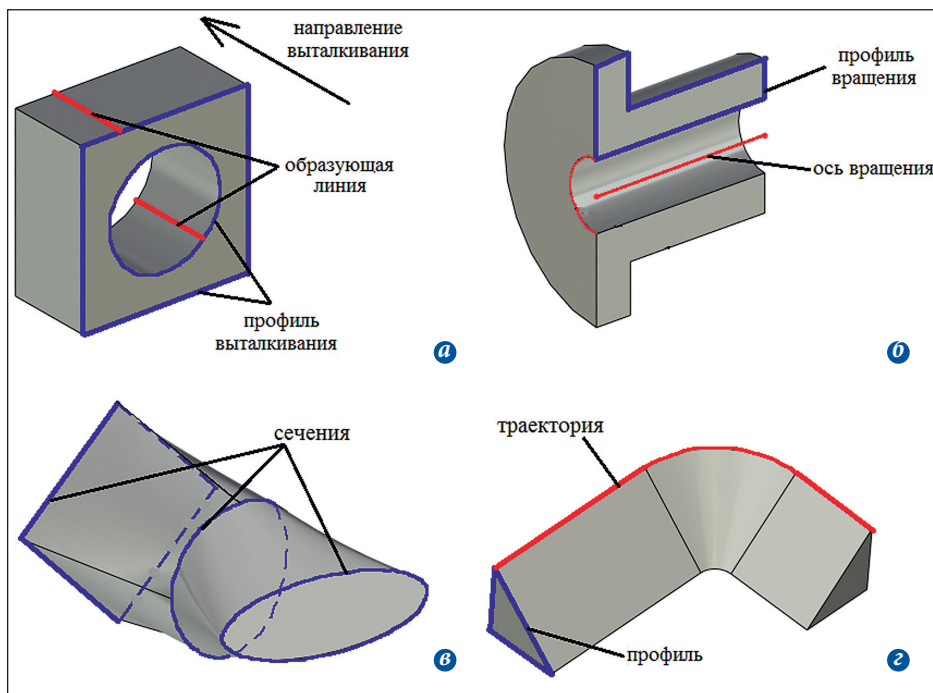 направление
выталкивания
образующая
линия
профиль
выталкивания
а
профиль
вращения
ось вращения
б
сечения
в
траектория
профиль
г